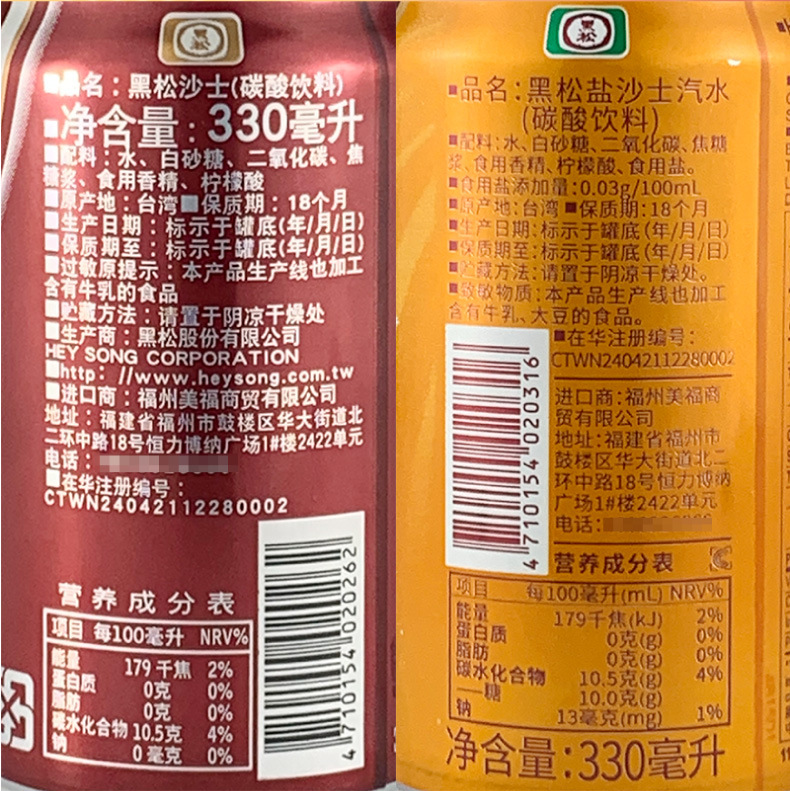 黑松
品名：黑松沙士(碳酸饮料)
净含量：330毫升
配料：水、白砂糖、二氧化碳、焦
糖浆、食用香精、柠檬酸
原产地：台湾 保质期：18个月
生产日期：标示于罐底(年/月/日)
保质期至：标示于罐底(年/月/日)
过敏原提示：本产品生产线也加工
含有牛乳的食品
贮藏方法：请置于阴凉干燥处
生产商：黑松股份有限公司
HEY SONG CORPORATION
http://www.heysong.com.tw
进口商：福州美福商贸有限公司
地址：福建省福州市鼓楼区华大街道北
二环中路18号恒力博纳广场1#楼2422单元
电话：
在华注册编号：
CTWN24042112280002
营养成分表
项目 每100毫升 NRV%
能量 179千焦 2%
蛋白质 0克 0%
脂肪 0克 0%
碳水化合物 10.5克 4%
钠 0毫克 0%
4710154020262
黑松
品名：黑松盐沙士汽水
(碳酸饮料)
配料：水、白砂糖、二氧化碳、焦糖
浆、食用香精、柠檬酸、食用盐。
食用盐添加量：0.03g/100mL
原产地：台湾 保质期：18个月
生产日期：标示于罐底(年/月/日)
保质期至：标示于罐底(年/月/日)
贮藏方法：请置于阴凉干燥处。
致敏物质：本产品生产线也加工
含有牛乳、大豆的食品。
在华注册编号：
CTWN24042112280002
4710154020316
进口商：福州美福商
贸有限公司
地址：福建省福州市
鼓楼区华大街道北二
环中路18号恒力博纳
广场1#楼2422单元
电话：
营养成分表
项目 每100毫升(mL) NRV%
能量 179千焦(kJ) 2%
蛋白质 0克(g) 0%
脂肪 0克(g) 0%
碳水化合物 10.5克(g) 4%
——糖 10.0克(g)
钠 13毫克(mg) 1%
净含量：330毫升